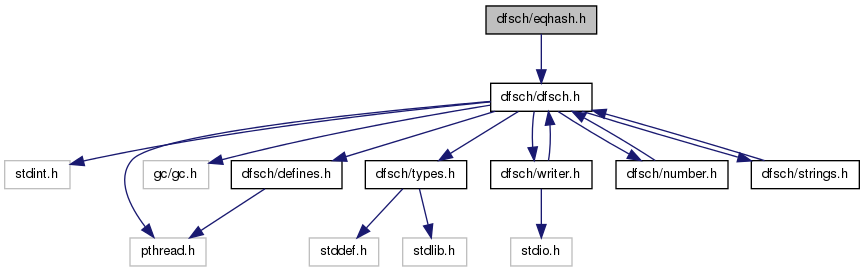 dfsch/eqhash.h
dfsch/dfsch.h
stdint.h
gc/gc.h
dfsch/defines.h
dfsch/types.h
dfsch/writer.h
dfsch/number.h
dfsch/strings.h
pthread.h
stddef.h
stdlib.h
stdio.h